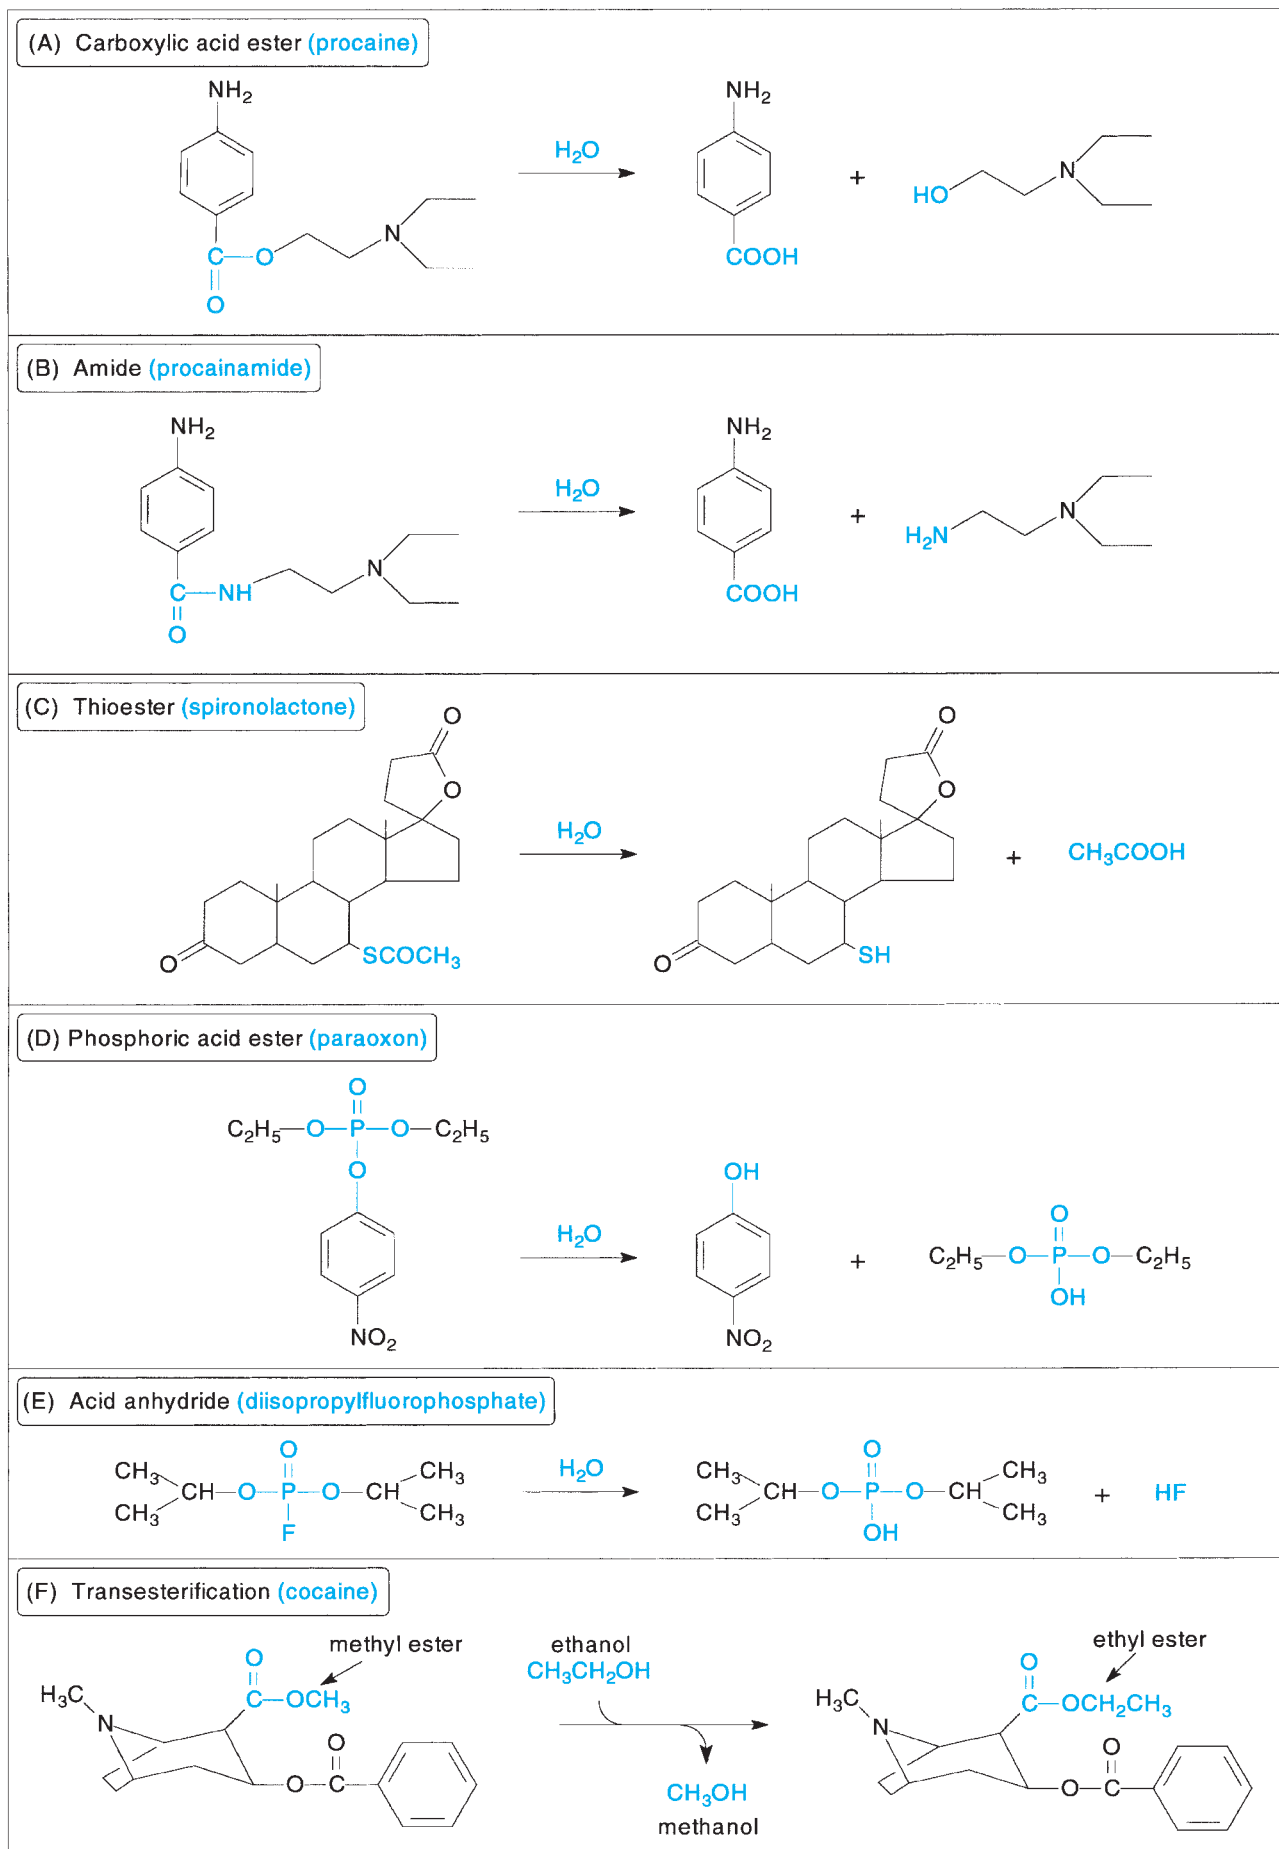 (A) Carboxylic acid ester (procaine)
NH₂ NH₂
H₂O
+ HO N
N
C O COOH
O
(B) Amide (procainamide)
NH₂ NH₂
H₂O
+ H₂N N
N
C NH COOH
O
(C) Thioester (spironolactone)
O O
O O
H₂O
+ CH₃COOH
O SCOCH₃ O SH
(D) Phosphoric acid ester (paraoxon)
O
C₂H₅ O P O C₂H₅
O OH
O
H₂O
+ C₂H₅ O P O C₂H₅
OH
NO₂ NO₂
(E) Acid anhydride (diisopropylfluorophosphate)
O O
CH₃ CH₃ H₂O CH₃ CH₃
CH O P O CH CH O P O CH + HF
CH₃ CH₃ CH₃ CH₃
F OH
(F) Transesterification (cocaine)
methyl ester ethanol ethyl ester
O CH₃CH₂OH O
H₃C C OCH₃ H₃C C OCH₂CH₃
N N
O O
O C O C
CH₃OH
methanol